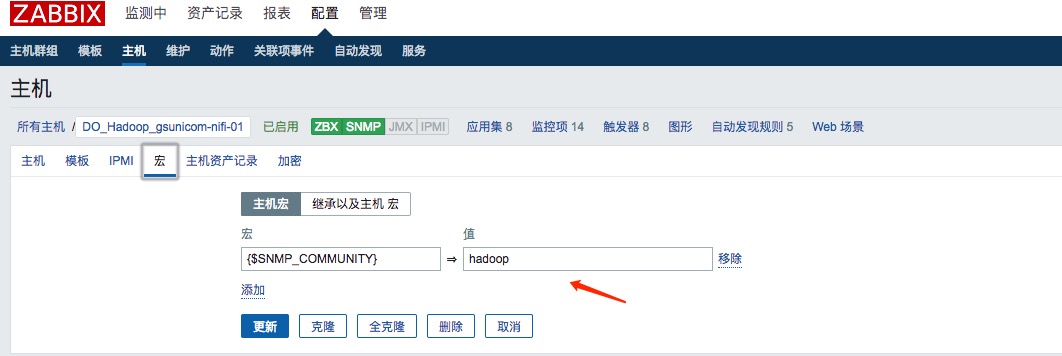 ZABBIX 监测中 资产记录 报表 配置 管理
主机群组 模板 主机 维护 动作 关联项事件 自动发现 服务
主机
所有主机 / DO_Hadoop_gsunicom-nifi-01 已启用 ZBX SNMP JMX IPMI 应用集 8 监控项 14 触发器 8 图形 自动发现规则 5 Web 场景
主机 模板 IPMI 宏 主机资产记录 加密
主机宏 继承以及主机 宏
宏 值
{$SNMP_COMMUNITY} ⇒ hadoop 移除
添加
更新 克隆 全克隆 删除 取消